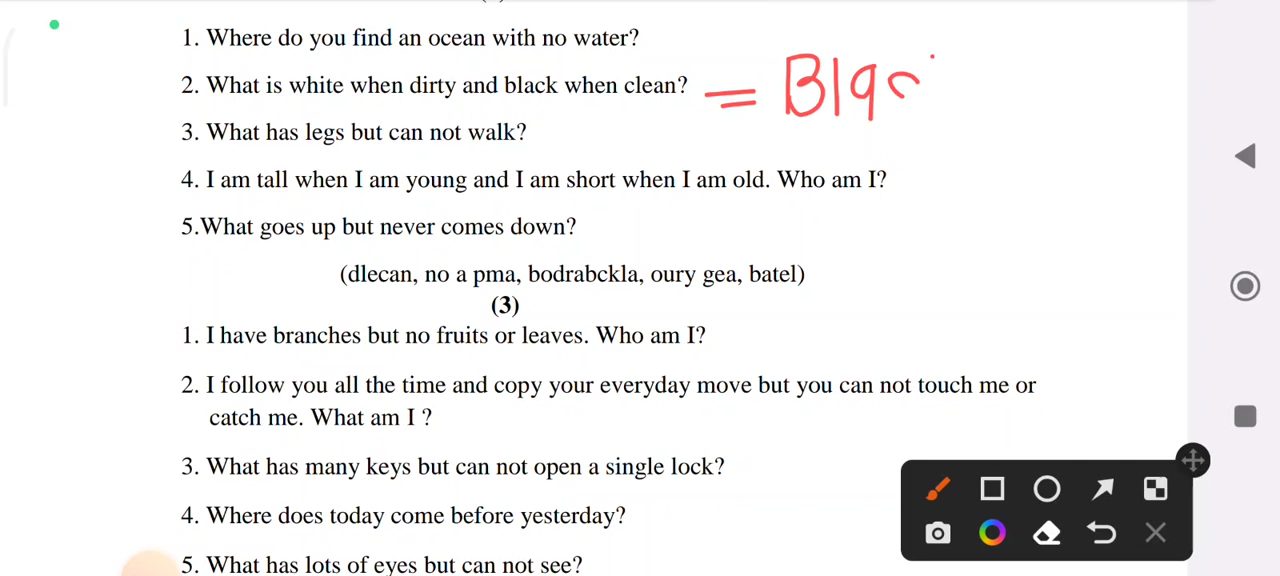 1. Where do you find an ocean with no water?
2. What is white when dirty and black when clean? = Blac
3. What has legs but can not walk?
4. I am tall when I am young and I am short when I am old. Who am I?
5.What goes up but never comes down?
(dlecan, no a pma, bodrabckla, oury gea, batel)
(3)
1. I have branches but no fruits or leaves. Who am I?
2. I follow you all the time and copy your everyday move but you can not touch me or
catch me. What am I ?
3. What has many keys but can not open a single lock?
4. Where does today come before yesterday?
5. What has lots of eyes but can not see?